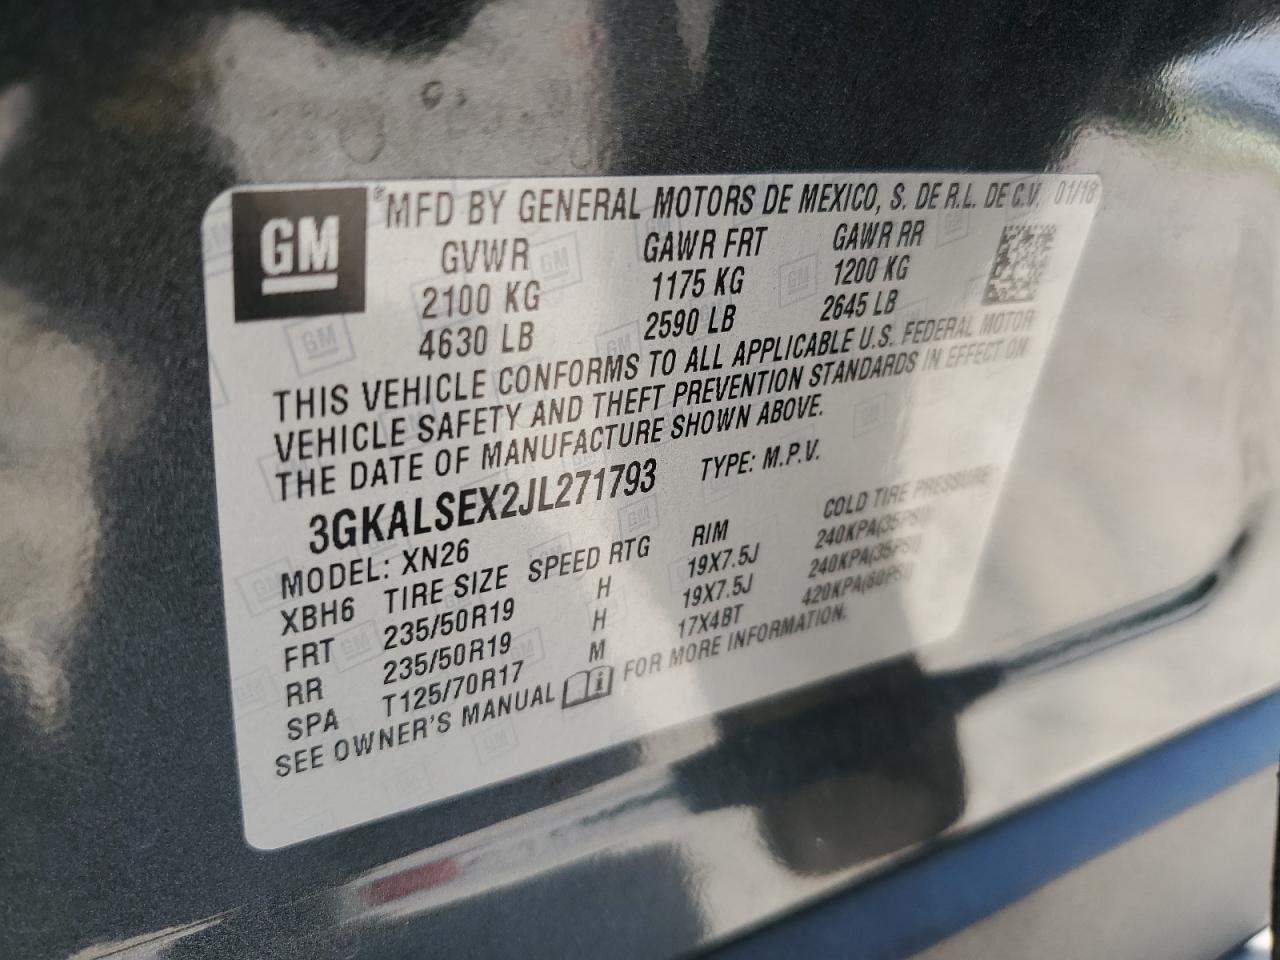 GM ®MFD BY GENERAL MOTORS DE MEXICO, S. DE R.L. DE C.V. 01/18
GVWR GAWR FRT GAWR RR
2100 KG 1175 KG 1200 KG
4630 LB 2590 LB 2645 LB
THIS VEHICLE CONFORMS TO ALL APPLICABLE U.S. FEDERAL MOTOR
VEHICLE SAFETY AND THEFT PREVENTION STANDARDS IN EFFECT ON
THE DATE OF MANUFACTURE SHOWN ABOVE.
3GKALSEX2JL271793 TYPE: M.P.V.
MODEL: XN26
XBH6 TIRE SIZE SPEED RTG RIM COLD TIRE PRESSURE
FRT 235/50R19 H 19X7.5J 240KPA(35PSI)
RR 235/50R19 H 19X7.5J 240KPA(35PSI)
SPA T125/70R17 M 17X4BT 420KPA(60PSI)
SEE OWNER'S MANUAL FOR MORE INFORMATION.